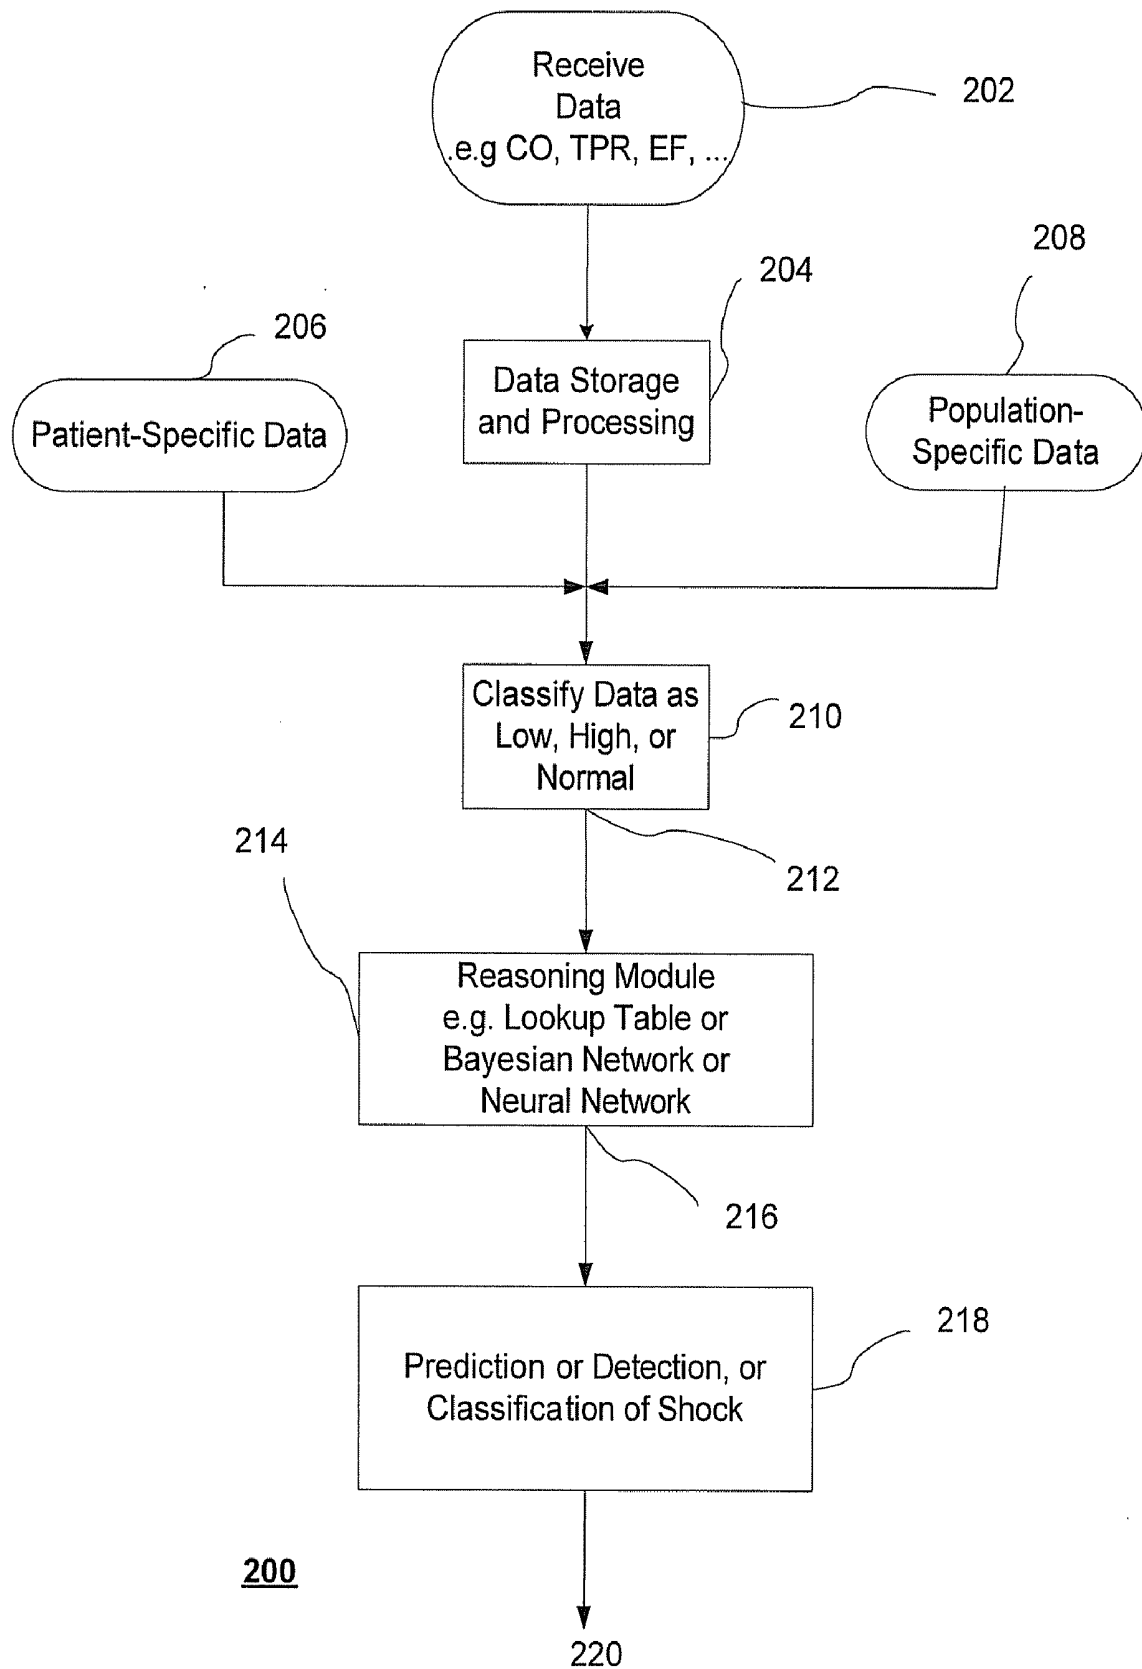 Receive
Data
.e.g CO, TPR, EF, ...
202
204
208
206
Data Storage
and Processing
Patient-Specific Data
Population-
Specific Data
Classify Data as
Low, High, or
Normal
210
212
214
Reasoning Module
e.g. Lookup Table or
Bayesian Network or
Neural Network
216
218
Prediction or Detection, or
Classification of Shock
200
220